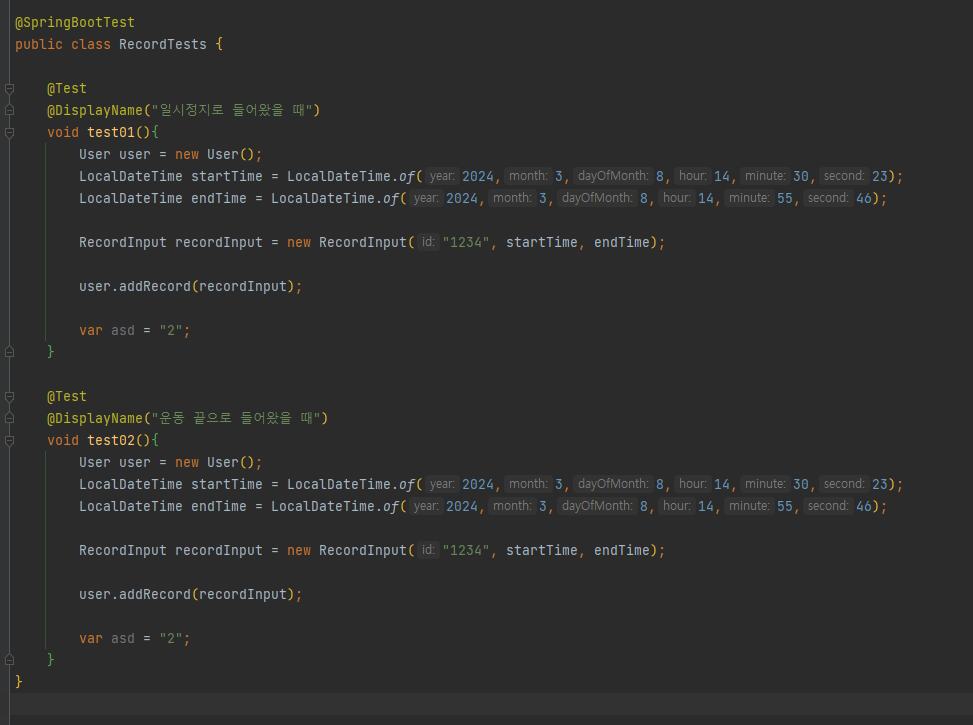 @SpringBootTest
public class RecordTests {
@Test
@DisplayName("일시정지로 들어왔을 때")
void test01(){
User user = new User();
LocalDateTime startTime = LocalDateTime.of( year: 2024, month: 3, dayOfMonth: 8, hour: 14, minute: 30, second: 23);
LocalDateTime endTime = LocalDateTime.of( year: 2024, month: 3, dayOfMonth: 8, hour: 14, minute: 55, second: 46);
RecordInput recordInput = new RecordInput( id: "1234", startTime, endTime);
user.addRecord(recordInput);
var asd = "2";
}
@Test
@DisplayName("운동 끝으로 들어왔을 때")
void test02(){
User user = new User();
LocalDateTime startTime = LocalDateTime.of( year: 2024, month: 3, dayOfMonth: 8, hour: 14, minute: 30, second: 23);
LocalDateTime endTime = LocalDateTime.of( year: 2024, month: 3, dayOfMonth: 8, hour: 14, minute: 55, second: 46);
RecordInput recordInput = new RecordInput( id: "1234", startTime, endTime);
user.addRecord(recordInput);
var asd = "2";
}
}